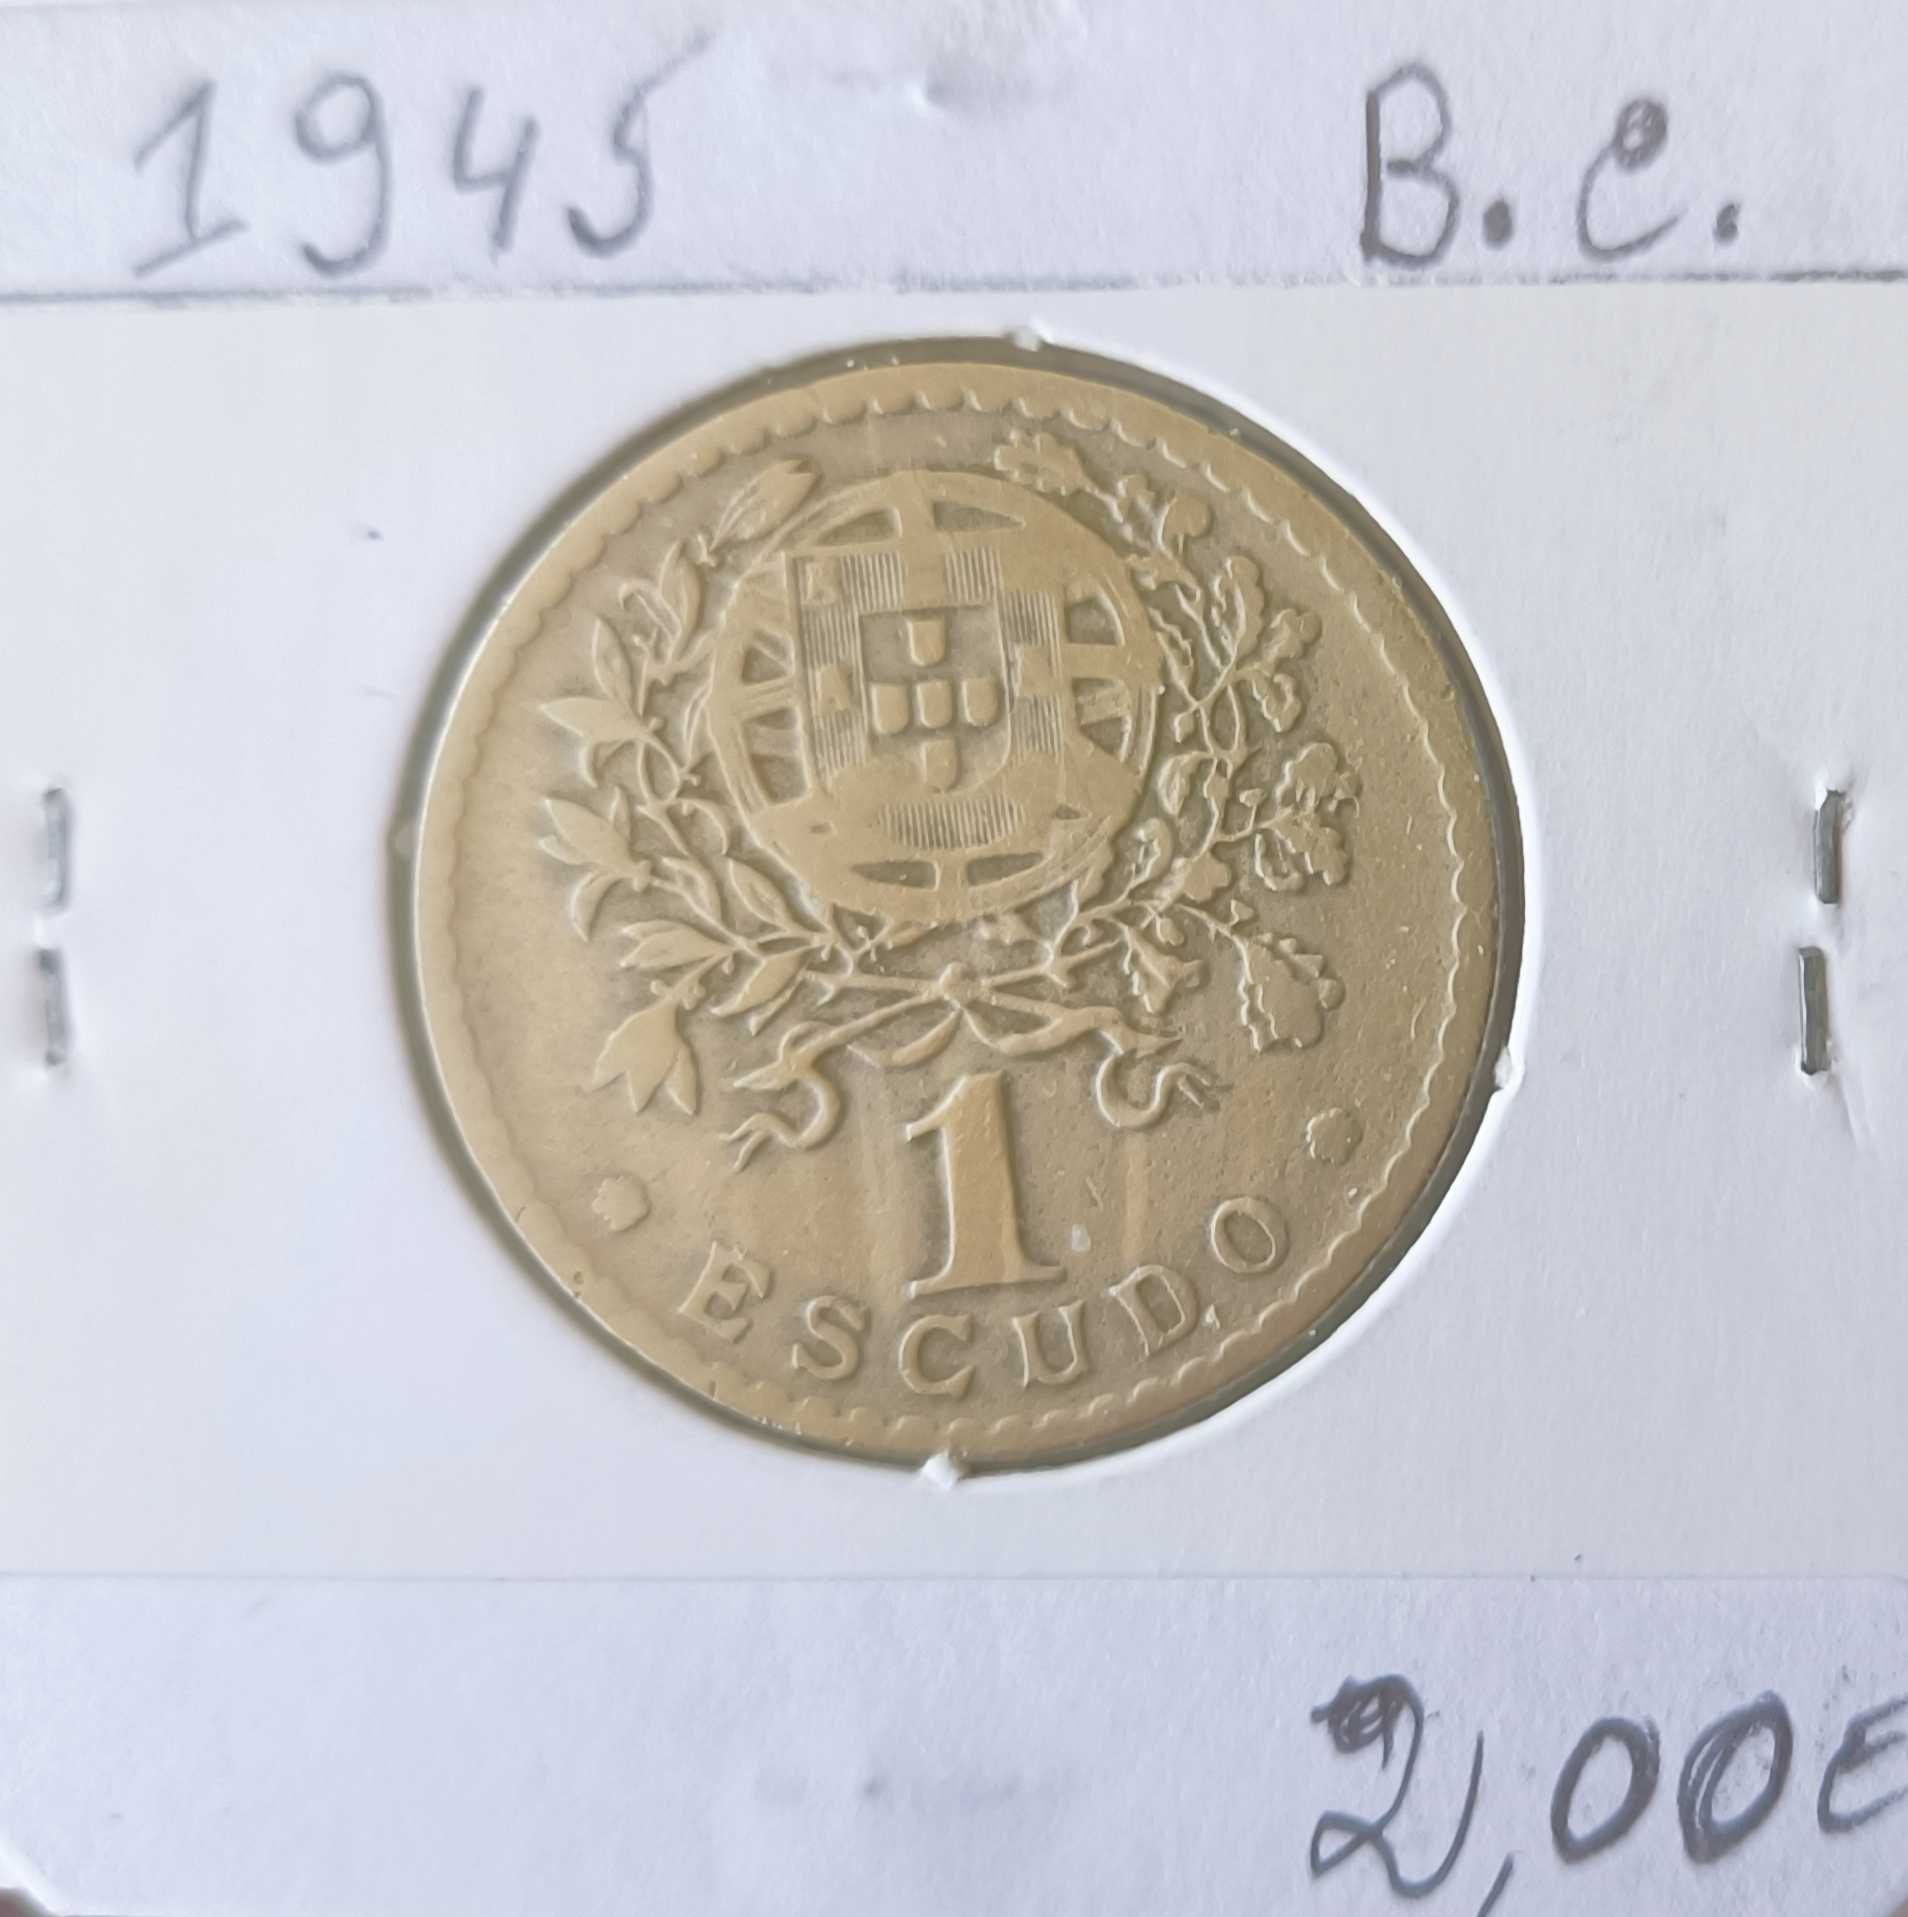 1945 B.C.
1
ESCUDO
2,00€